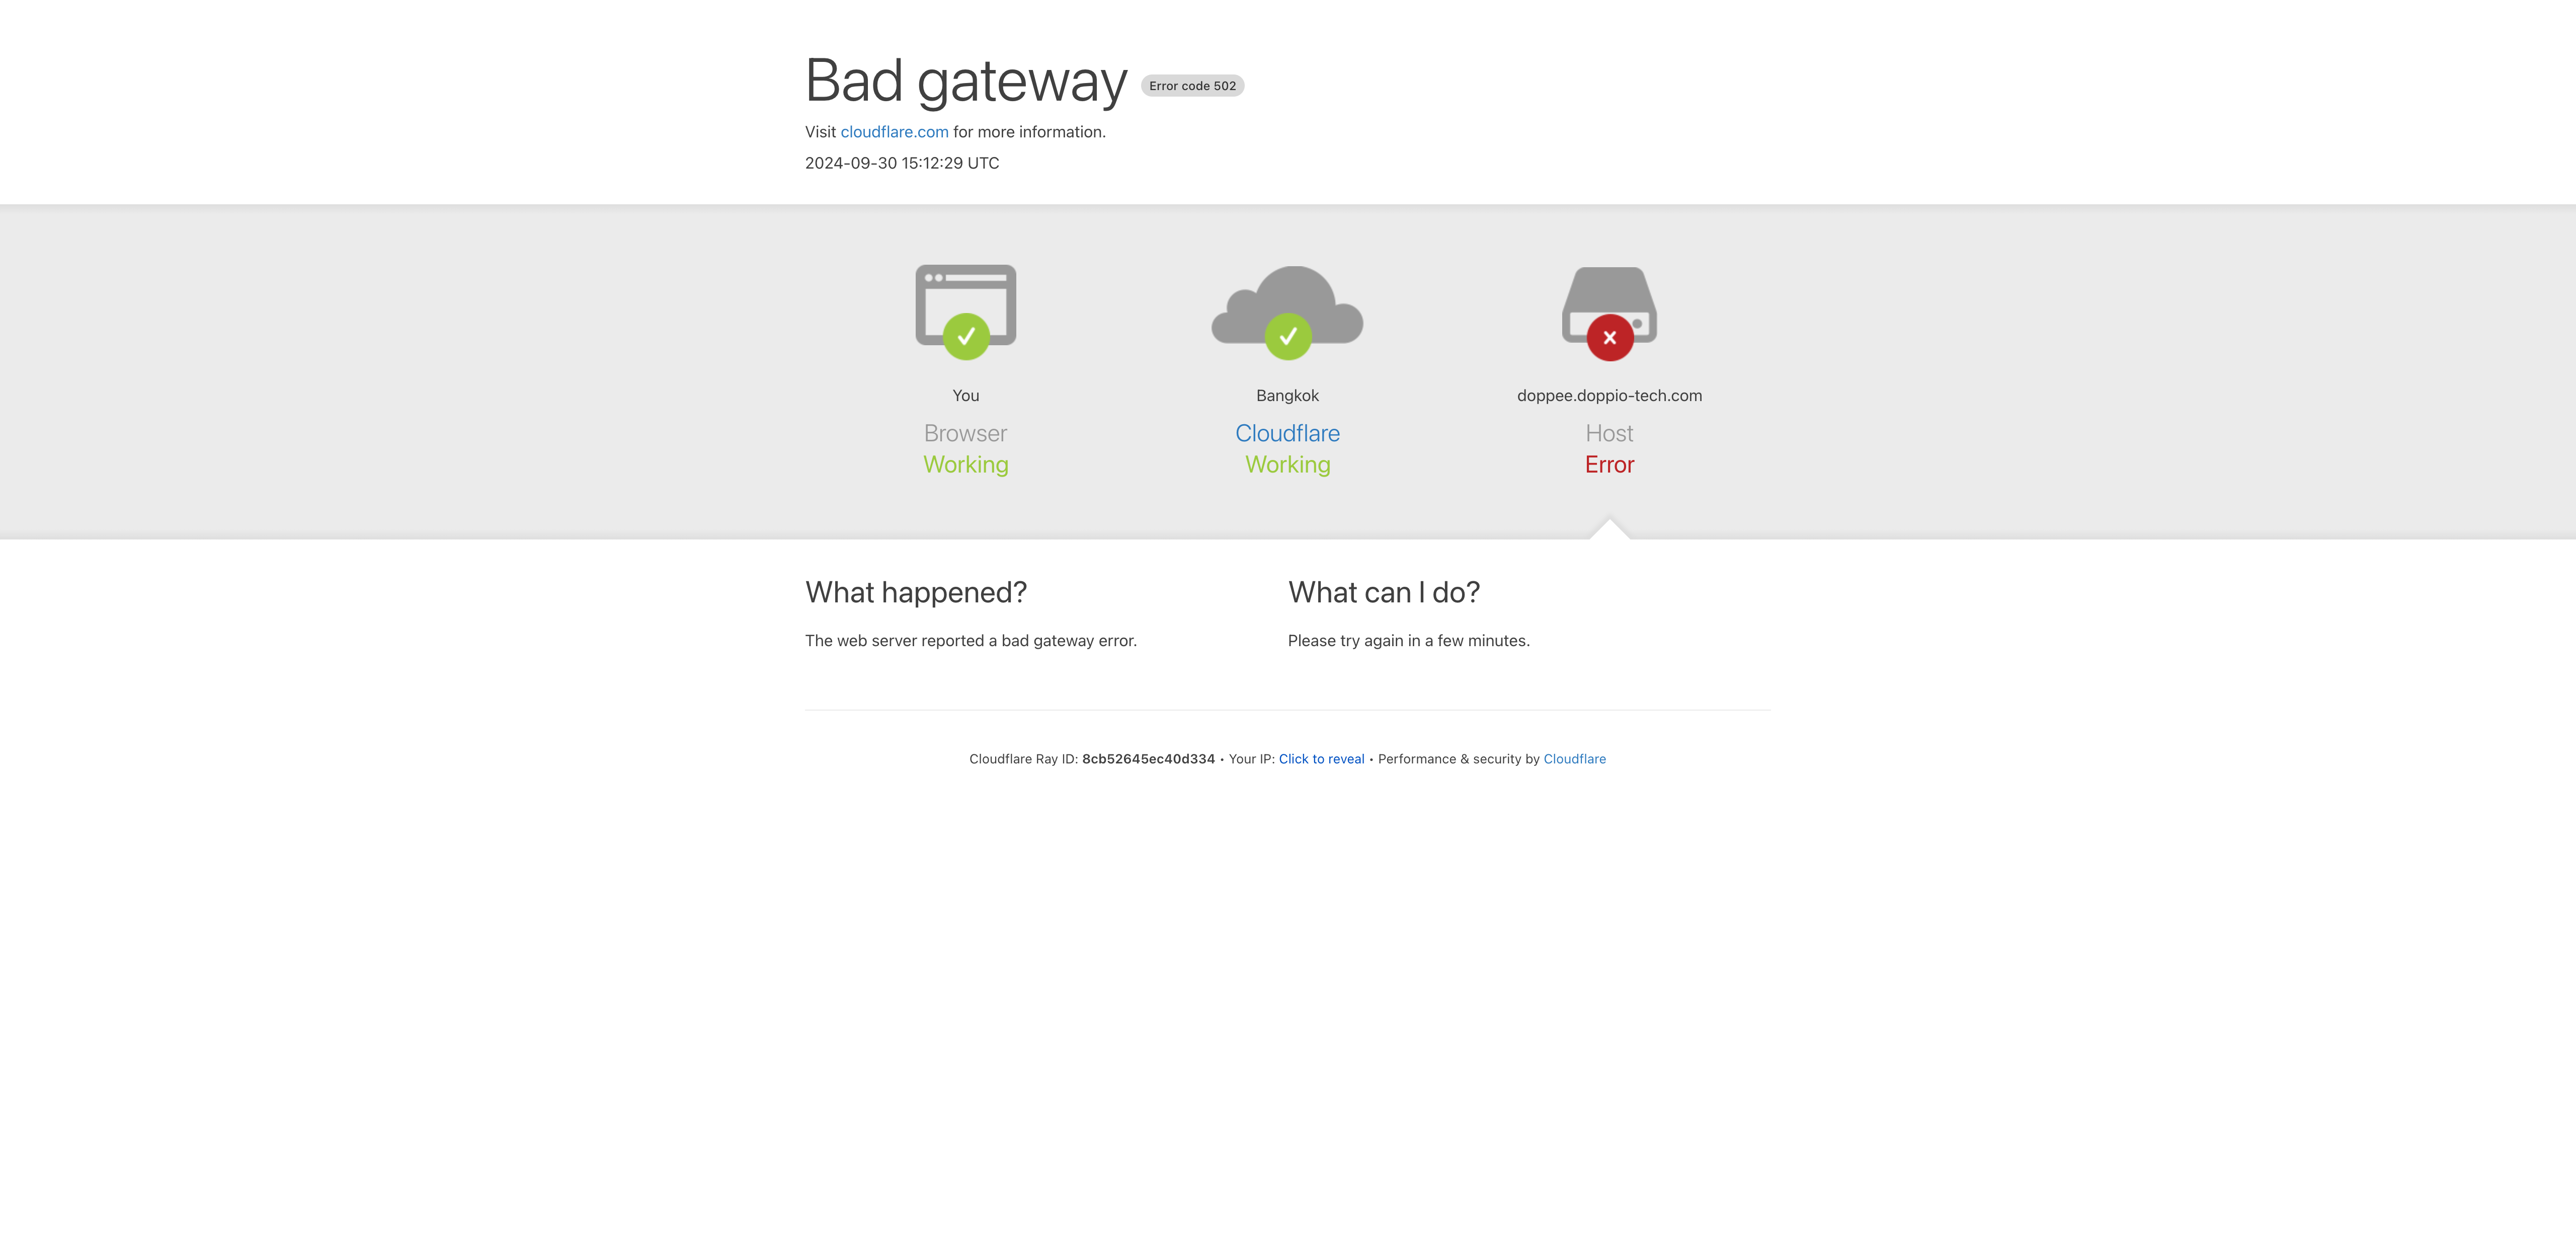 Bad gateway Error code 502
Visit cloudflare.com for more information.
2024-09-30 15:12:29 UTC
You
Browser
Working
Bangkok
Cloudflare
Working
doppee.doppio-tech.com
Host
Error
What happened?
The web server reported a bad gateway error.
What can I do?
Please try again in a few minutes.
Cloudflare Ray ID: 8cb52645ec40d334 • Your IP: Click to reveal • Performance & security by Cloudflare